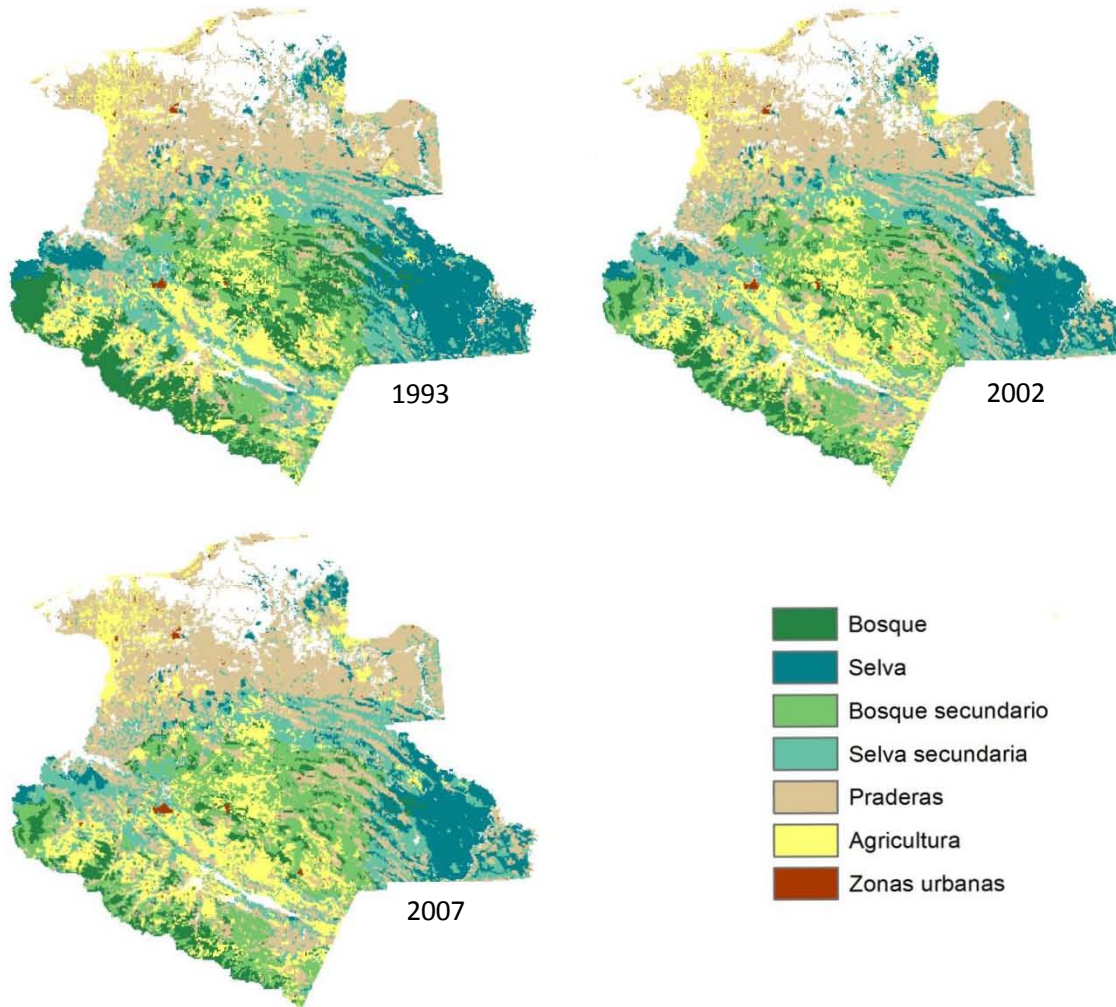 1993
2002
2007
Bosque
Selva
Bosque secundario
Selva secundaria
Praderas
Agricultura
Zonas urbanas